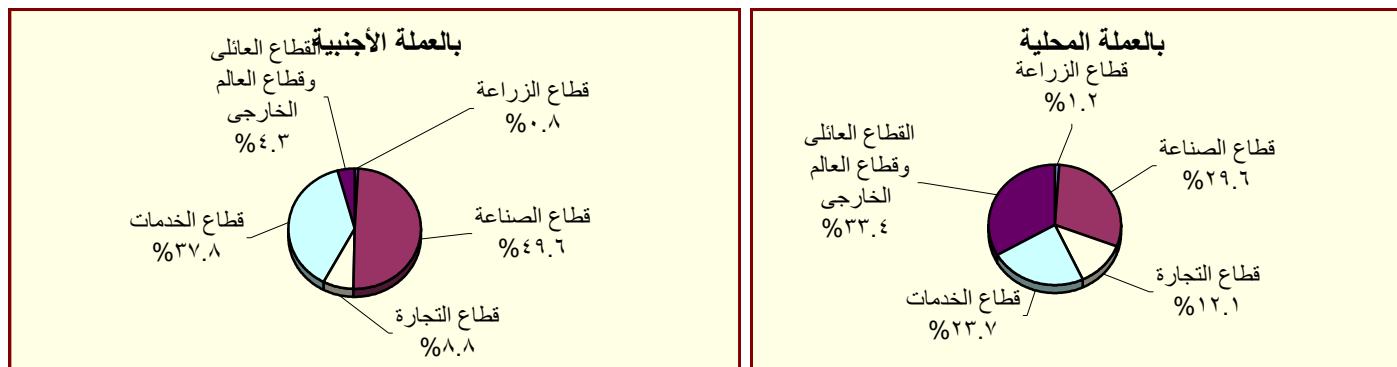 بالعملة المحلية
قطاع الزراعة
%١.٢
قطاع الصناعة
%٢٩.٦
قطاع التجارة
%١٢.١
قطاع الخدمات
%٢٣.٧
القطاع العائلى
وقطاع العالم
الخارجى
%٣٣.٤
بالعملة الأجنبية
قطاع الزراعة
%٠.٨
قطاع الصناعة
%٤٩.٦
قطاع التجارة
%٨.٨
قطاع الخدمات
%٣٧.٨
القطاع العائلى
وقطاع العالم
الخارجى
%٤.٣